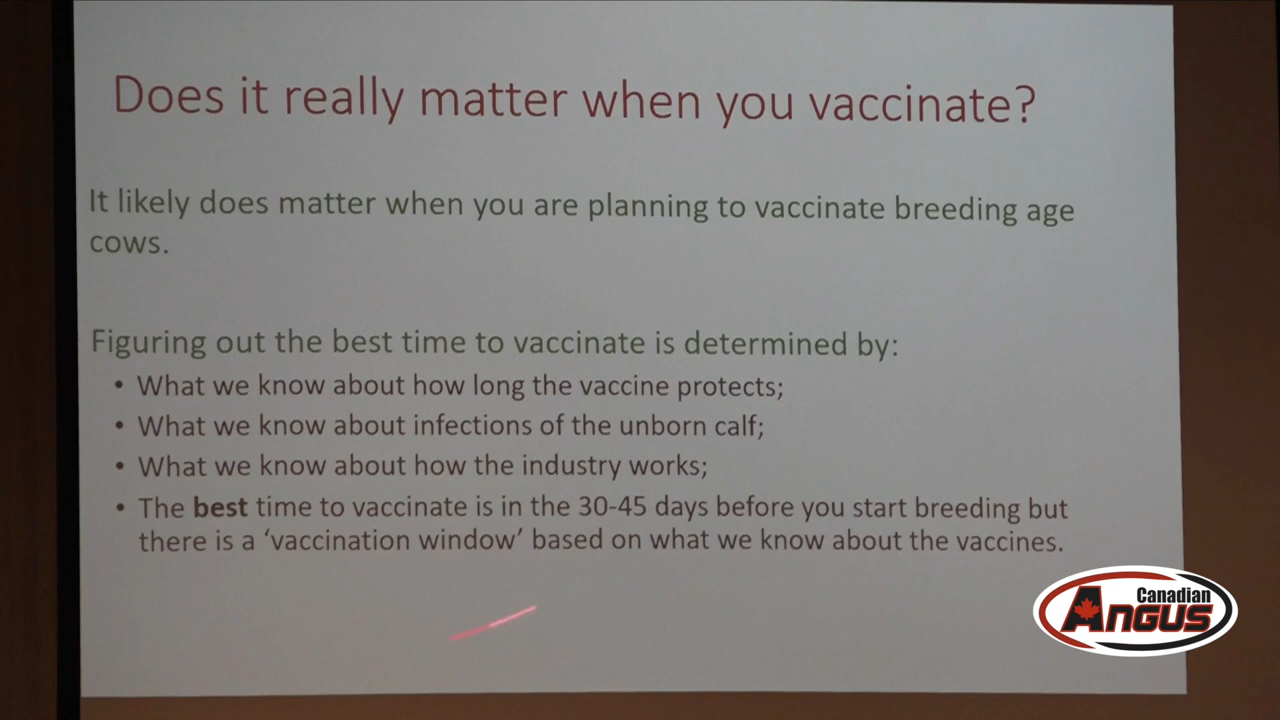 Does it really matter when you vaccinate?
It likely does matter when you are planning to vaccinate breeding age
cows.
Figuring out the best time to vaccinate is determined by:
• What we know about how long the vaccine protects;
• What we know about infections of the unborn calf;
• What we know about how the industry works;
• The best time to vaccinate is in the 30-45 days before you start breeding but
there is a ‘vaccination window’ based on what we know about the vaccines.
Canadian
Angus